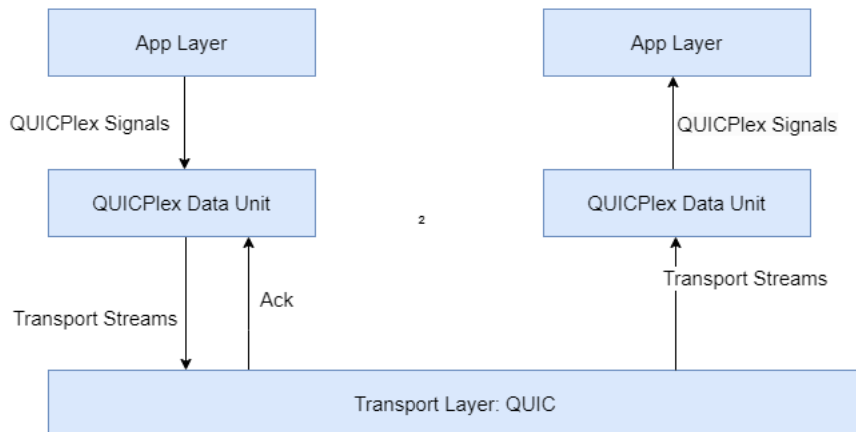 App Layer
App Layer
QUICPlex Signals
QUICPlex Signals
QUICPlex Data Unit
QUICPlex Data Unit
2
Ack
Transport Streams
Transport Streams
Transport Layer: QUIC